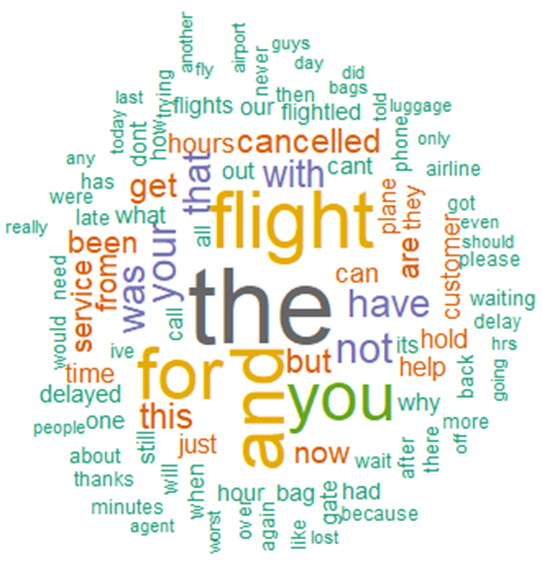 another
airport
guys
never
day
fly
did
bags
last
trying
flights
our
then
flightled
told
luggage
today
dont
how
hours
cancelled
phone
only
any
has
get
that
out
with
cant
plane
they
airline
were
late
what
flight
are
customer
got
even
really
been
your
all
should
please
need
service
from
was
the
can
have
waiting
would
ive
call
but
not
its
hold
delay
hrs
time
for
and
you
help
back
going
delayed
this
why
people
one
still
just
now
wait
after
there
more
off
about
thanks
will
when
hour
bag
had
gate
because
minutes
agent
worst
over
again
like
lost